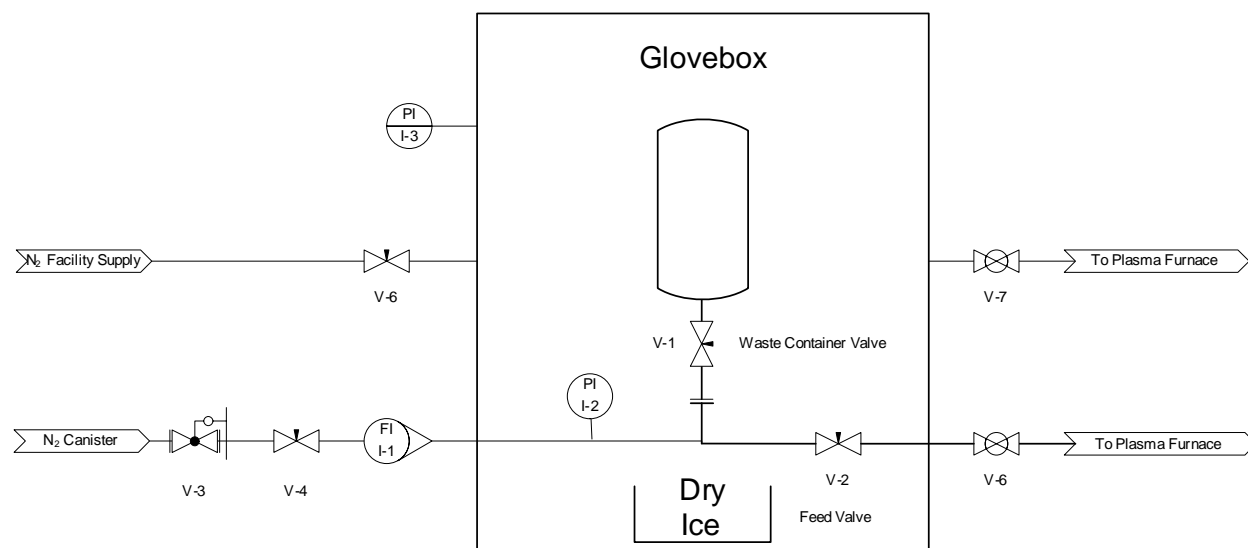 Glovebox
PI
I-3
N₂ Facility Supply
V-6
To Plasma Furnace
V-7
V-1
Waste Container Valve
PI
I-2
N₂ Canister
V-3
V-4
FI
I-1
V-2
Feed Valve
V-6
To Plasma Furnace
Dry
Ice